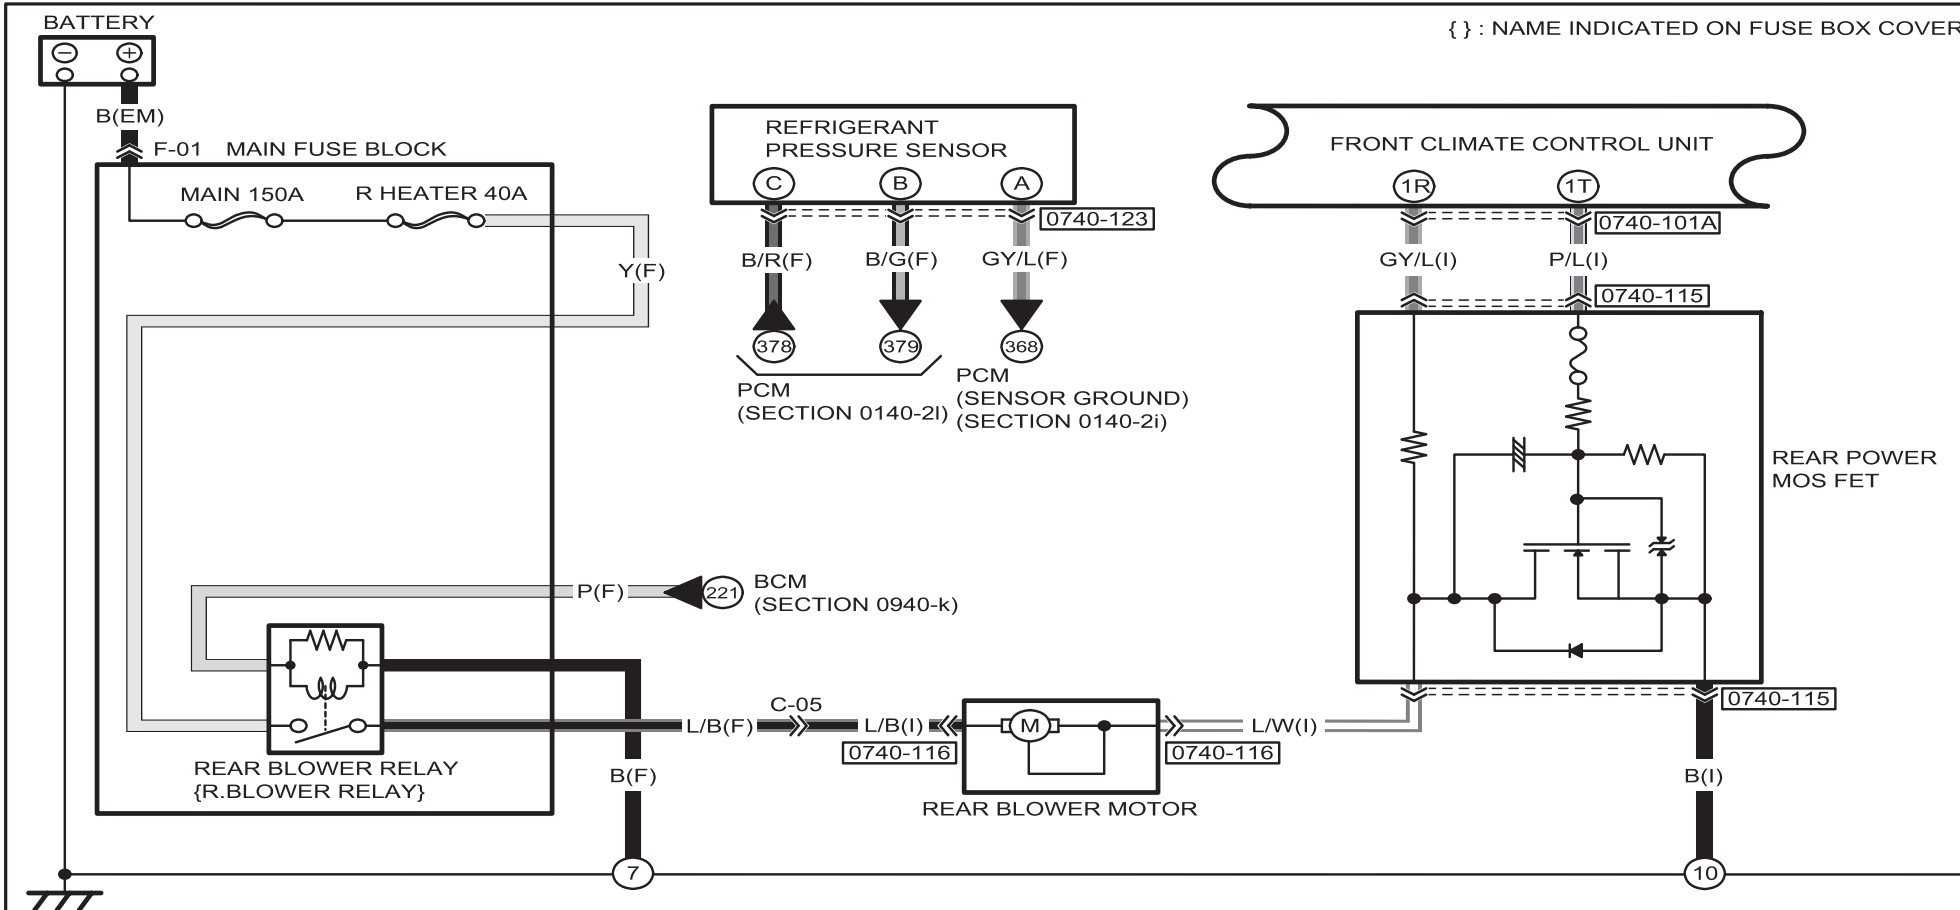 BATTERY
{ } : NAME INDICATED ON FUSE BOX COVER
− +
B(EM)
F-01 MAIN FUSE BLOCK
MAIN 150A R HEATER 40A
Y(F)
REFRIGERANT
PRESSURE SENSOR
C B A
0740-123
B/R(F) B/G(F) GY/L(F)
378 379 368
PCM
(SECTION 0140-2I)
PCM
(SENSOR GROUND)
(SECTION 0140-2i)
FRONT CLIMATE CONTROL UNIT
1R 1T
0740-101A
GY/L(I) P/L(I)
0740-115
REAR POWER
MOS FET
P(F)
221
BCM
(SECTION 0940-k)
C-05
L/B(F) L/B(I) M L/W(I)
0740-116 0740-116
REAR BLOWER MOTOR
0740-115
REAR BLOWER RELAY
{R.BLOWER RELAY}
B(F)
B(I)
7
10